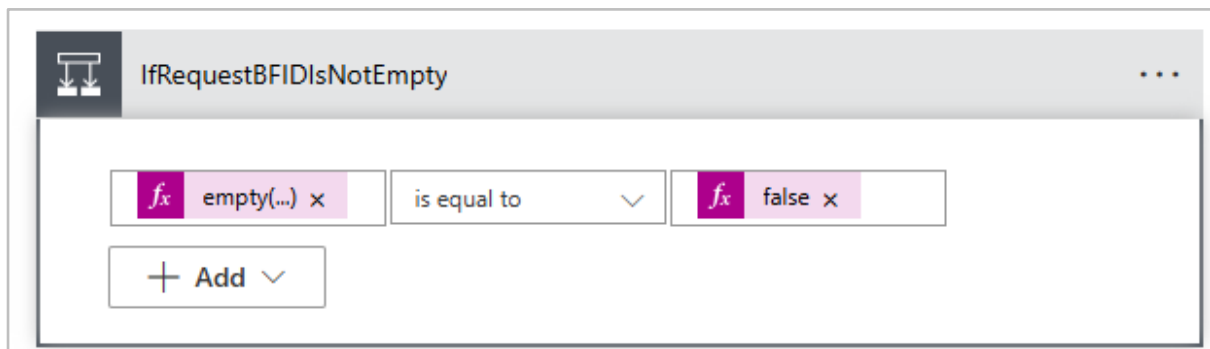 IfRequestBFIDIsNotEmpty ...
fx empty(...) × is equal to fx false ×
+ Add